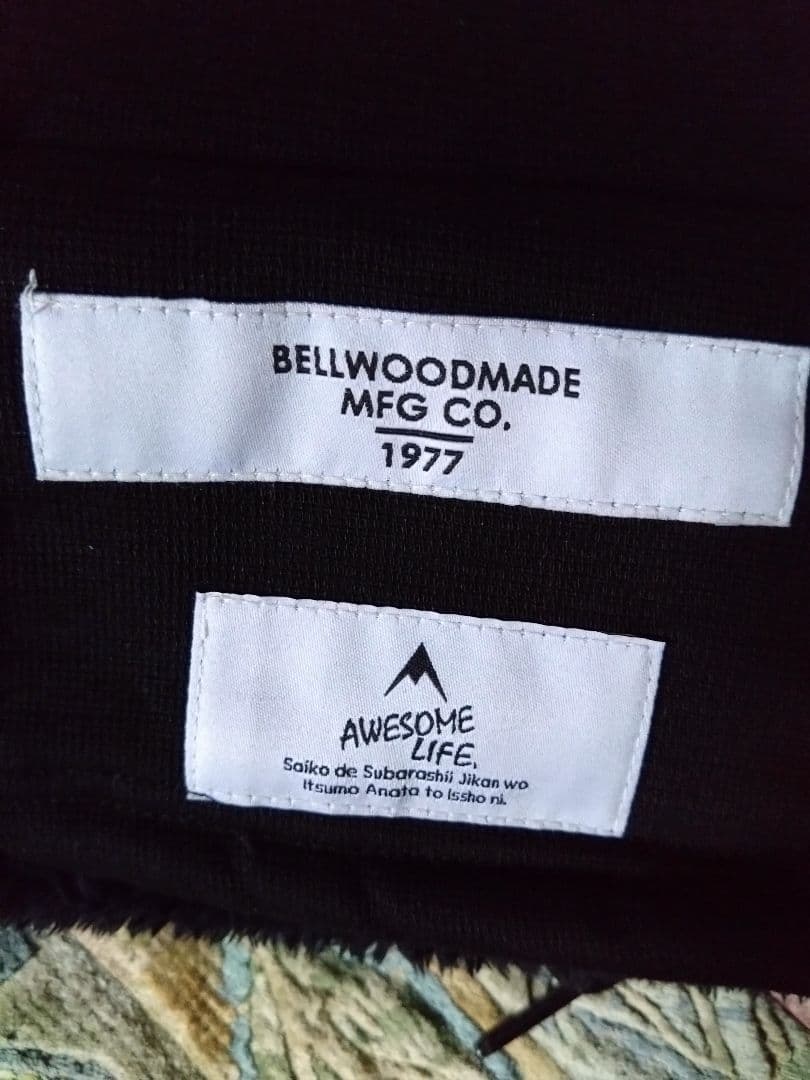 BELLWOODMADE
MFG CO.
1977
AWESOME
LIFE,
Saiko de Subarashii Jikan wo
Itsumo Anata to Issho ni.